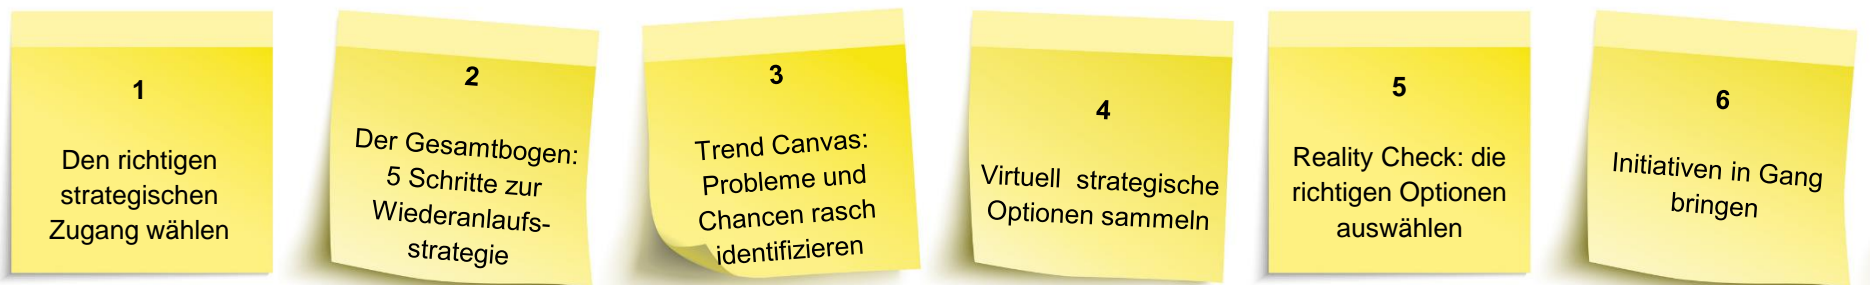 1
Den richtigen
strategischen
Zugang wählen
2
Der Gesamtbogen:
5 Schritte zur
Wiederanlaufs-
strategie
3
Trend Canvas:
Probleme und
Chancen rasch
identifizieren
4
Virtuell strategische
Optionen sammeln
5
Reality Check: die
richtigen Optionen
auswählen
6
Initiativen in Gang
bringen